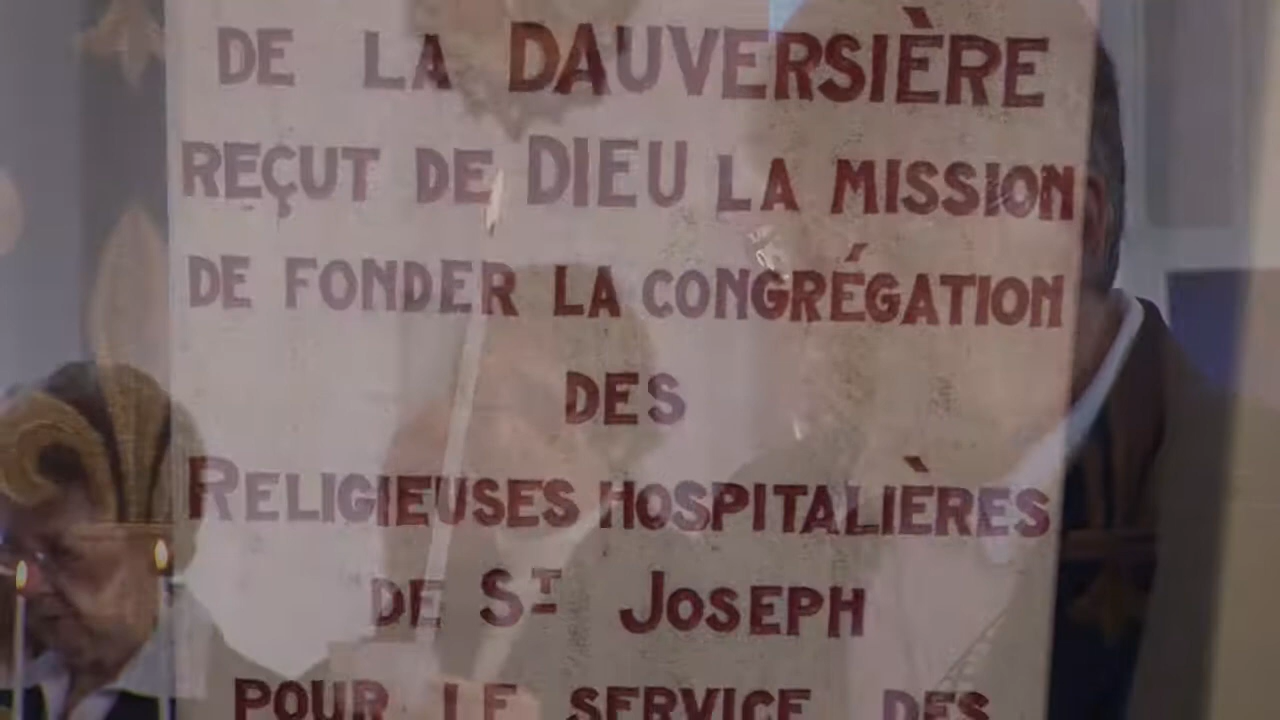 DE LA DAUVERSIÈRE
REÇUT DE DIEU LA MISSION
DE FONDER LA CONGRÉGATION
DES
RELIGIEUSES HOSPITALIÈRES
DE ST JOSEPH
POUR LE SERVICE DES